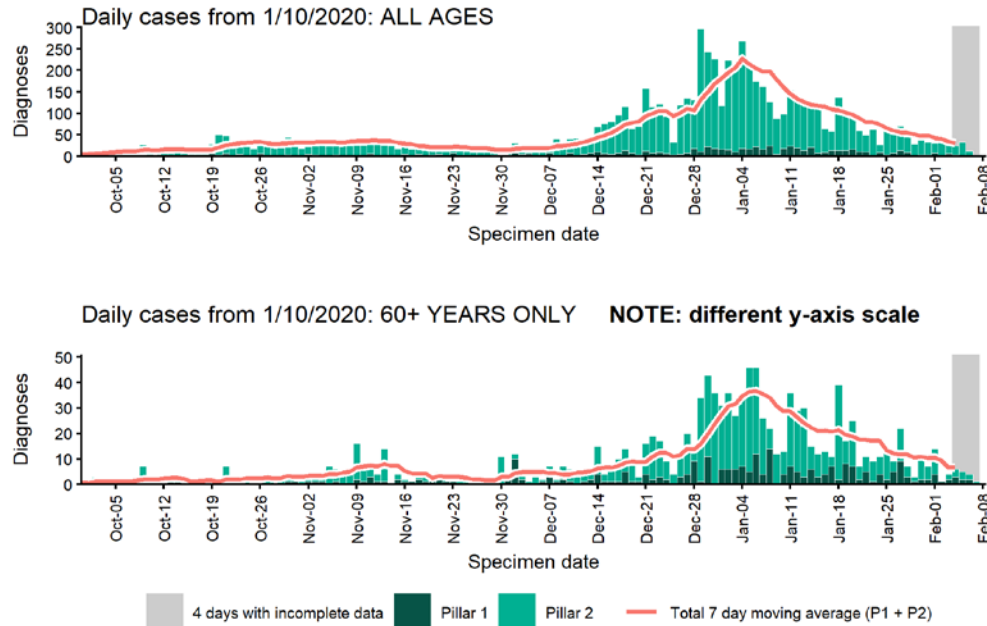 Daily cases from 1/10/2020: ALL AGES
300
250
200
150
100
50
0
Diagnoses
Oct-05
Oct-12
Oct-19
Oct-26
Nov-02
Nov-09
Nov-16
Nov-23
Nov-30
Dec-07
Dec-14
Dec-21
Dec-28
Jan-04
Jan-11
Jan-18
Jan-25
Feb-01
Feb-08
Specimen date
Daily cases from 1/10/2020: 60+ YEARS ONLY NOTE: different y-axis scale
50
40
30
20
10
0
Diagnoses
Oct-05
Oct-12
Oct-19
Oct-26
Nov-02
Nov-09
Nov-16
Nov-23
Nov-30
Dec-07
Dec-14
Dec-21
Dec-28
Jan-04
Jan-11
Jan-18
Jan-25
Feb-01
Feb-08
Specimen date
4 days with incomplete data Pillar 1 Pillar 2 Total 7 day moving average (P1 + P2)